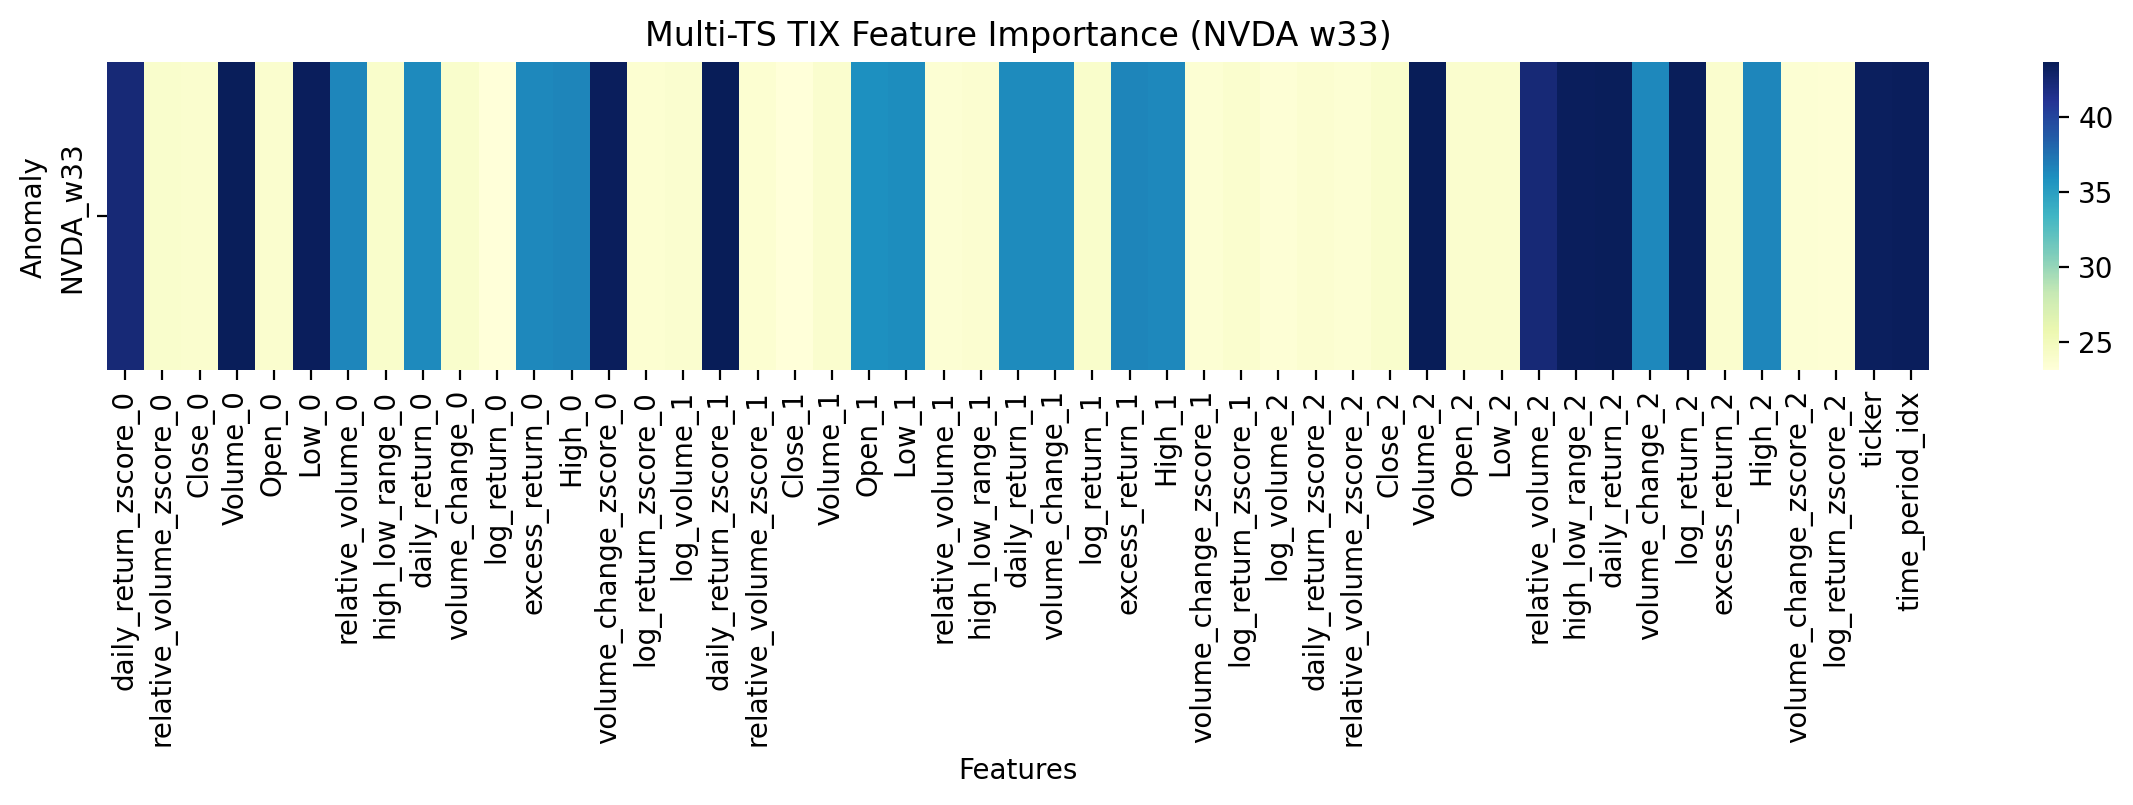 Multi-TS TIX Feature Importance (NVDA w33)
Anomaly
NVDA_w33
40
35
30
25
daily_return_zscore_0
relative_volume_zscore_0
Close_0
Volume_0
Open_0
Low_0
relative_volume_0
high_low_range_0
daily_return_0
volume_change_0
log_return_0
excess_return_0
High_0
volume_change_zscore_0
log_return_zscore_0
log_volume_1
daily_return_zscore_1
relative_volume_zscore_1
Close_1
Volume_1
Open_1
Low_1
relative_volume_1
high_low_range_1
daily_return_1
volume_change_1
log_return_1
excess_return_1
High_1
volume_change_zscore_1
log_return_zscore_1
log_volume_2
daily_return_zscore_2
relative_volume_zscore_2
Close_2
Volume_2
Open_2
Low_2
relative_volume_2
high_low_range_2
daily_return_2
volume_change_2
log_return_2
excess_return_2
High_2
volume_change_zscore_2
log_return_zscore_2
ticker
time_period_idx
Features